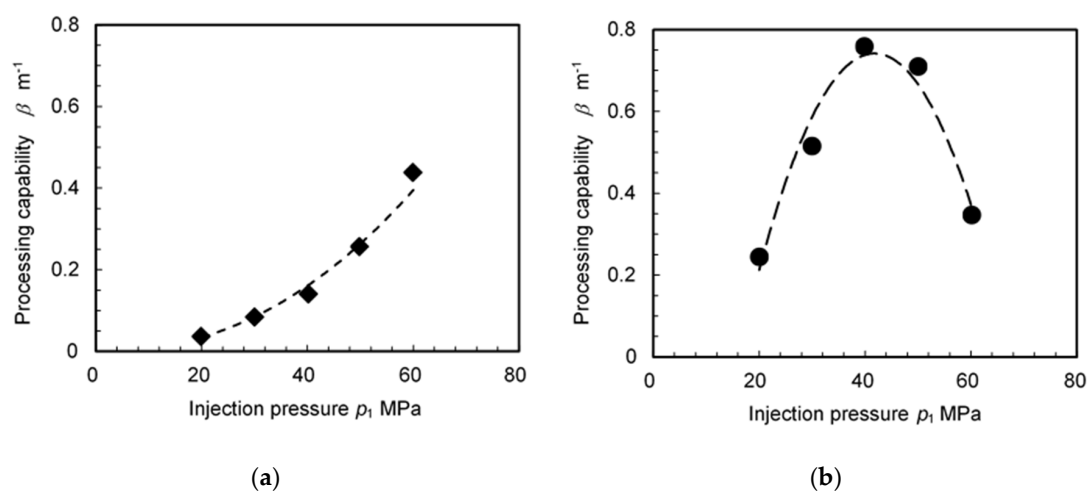 0.8
0.6
0.4
0.2
0
0 20 40 60 80
Processing capability β m⁻¹
Injection pressure p₁ MPa
(a)
0.8
0.6
0.4
0.2
0
0 20 40 60 80
Processing capability β m⁻¹
Injection pressure p₁ MPa
(b)